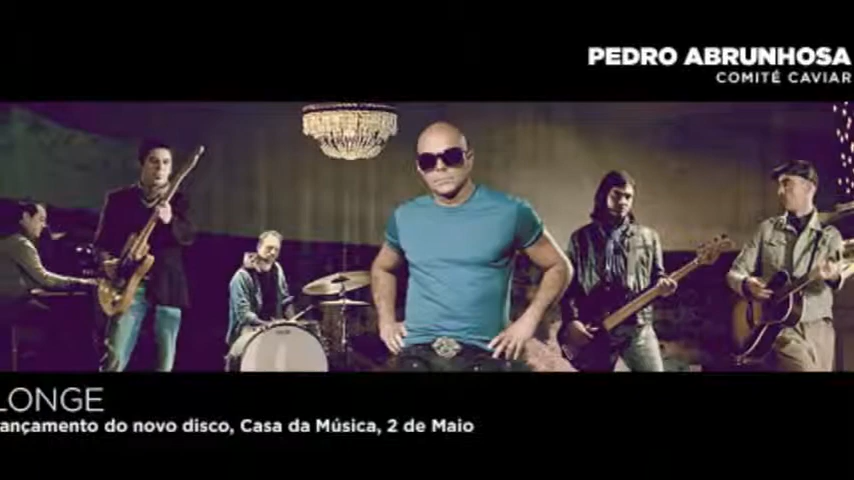 PEDRO ABRUNHOSA
COMITÉ CAVIAR
LONGE
ançamento do novo disco, Casa da Música, 2 de Maio